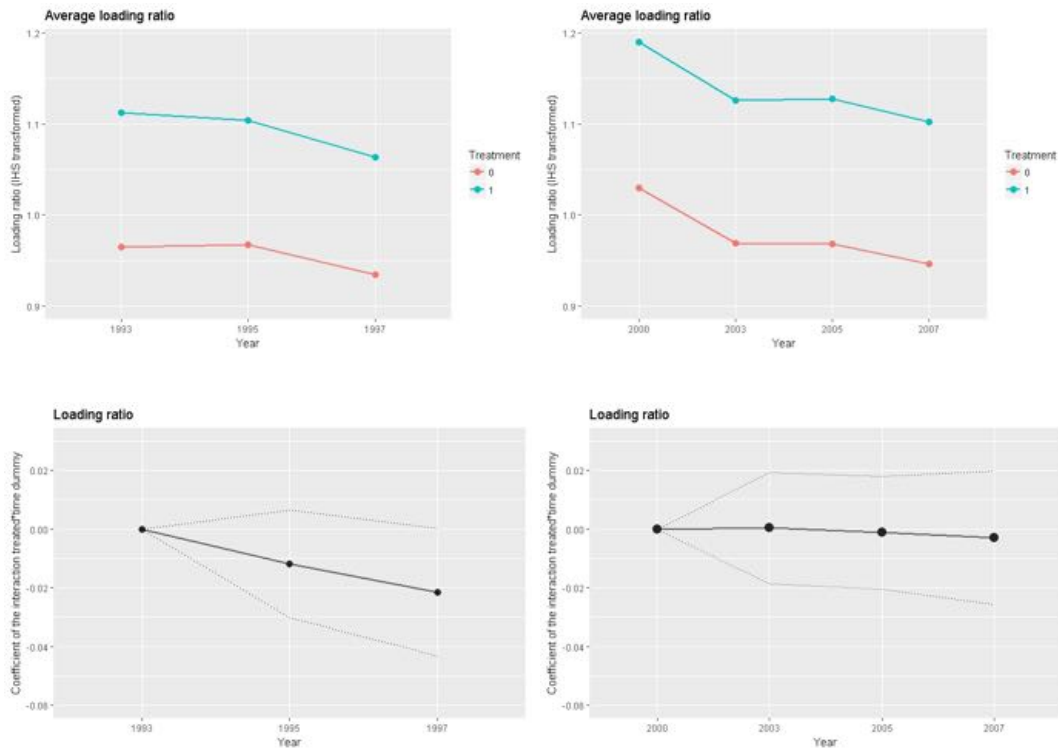 Average loading ratio
Loading ratio (IHS transformed)
1.2
1.1
1.0
0.9
1993
1995
1997
Year
Treatment
0
1
Average loading ratio
Loading ratio (IHS transformed)
1.2
1.1
1.0
0.9
2000
2003
2005
2007
Year
Treatment
0
1
Loading ratio
Coefficient of the interaction treated*time dummy
0.02
0.00
-0.02
-0.04
-0.06
1993
1995
1997
Year
Loading ratio
Coefficient of the interaction treated*time dummy
0.02
0.00
-0.02
-0.04
-0.06
2000
2003
2005
2007
Year